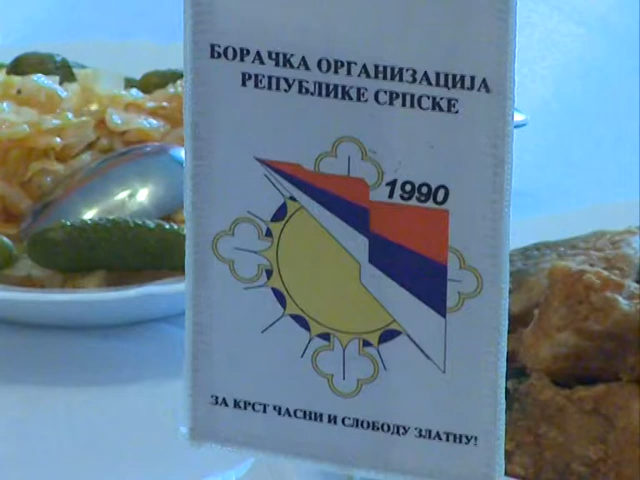 БОРАЧКА ОРГАНИЗАЦИЈА
РЕПУБЛИКЕ СРПСКЕ
1990
ЗА КРСТ ЧАСНИ И СЛОБОДУ ЗЛАТНУ!